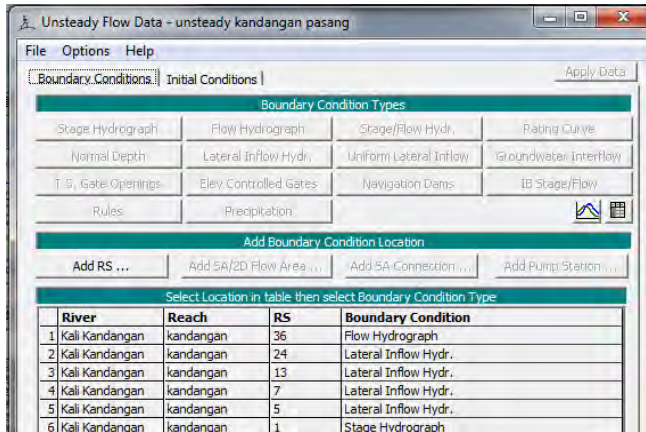 Unsteady Flow Data - unsteady kandangan pasang
File Options Help
Boundary Conditions Initial Conditions Apply Data
Boundary Condition Types
Stage Hydrograph Flow Hydrograph Stage/Flow Hydr. Rating Curve
Normal Depth Lateral Inflow Hydr. Uniform Lateral Inflow Groundwater Interflow
T.S. Gate Openings Elev Controlled Gates Navigation Dams IB Stage/Flow
Rules Precipitation
Add Boundary Condition Location
Add RS ... Add SA/2D Flow Area ... Add SA Connection ... Add Pump Station ...
Select Location in table then select Boundary Condition Type
River Reach RS Boundary Condition
1 Kali Kandangan kandangan 36 Flow Hydrograph
2 Kali Kandangan kandangan 24 Lateral Inflow Hydr.
3 Kali Kandangan kandangan 13 Lateral Inflow Hydr.
4 Kali Kandangan kandangan 7 Lateral Inflow Hydr.
5 Kali Kandangan kandangan 5 Lateral Inflow Hydr.
6 Kali Kandangan kandangan 1 Stage Hydrograph